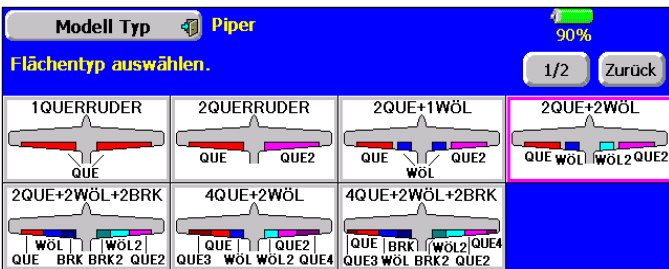 Modell Typ Piper 90%
Flächentyp auswählen. 1/2 Zurück
1QUERRUDER 2QUERRUDER 2QUE+1WÖL 2QUE+2WÖL
QUE
QUE QUE2
QUE WÖL QUE2
QUE WÖL WÖL2 QUE2
2QUE+2WÖL+2BRK 4QUE+2WÖL 4QUE+2WÖL+2BRK
WÖL WÖL2
QUE BRK BRK2 QUE2
QUE QUE2
QUE3 WÖL WÖL2 QUE4
QUE BRK WÖL2 QUE4
QUE3 WÖL BRK2 QUE2